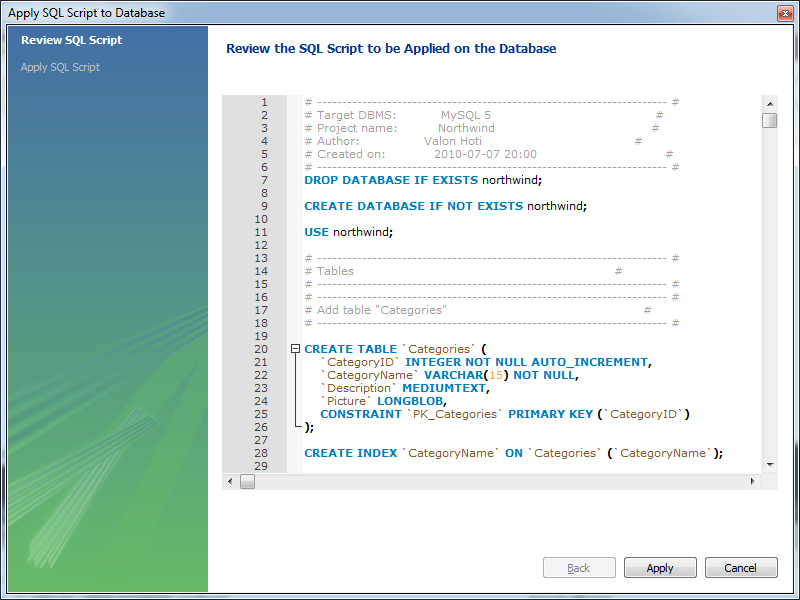 Apply SQL Script to Database
Review SQL Script
Apply SQL Script
Review the SQL Script to be Applied on the Database
1 # ---------------------------------------------------------------------- #
2 # Target DBMS: MySQL 5 #
3 # Project name: Northwind #
4 # Author: Valon Hoti #
5 # Created on: 2010-07-07 20:00 #
6 # ---------------------------------------------------------------------- #
7 DROP DATABASE IF EXISTS northwind;
8
9 CREATE DATABASE IF NOT EXISTS northwind;
10
11 USE northwind;
12
13 # ---------------------------------------------------------------------- #
14 # Tables #
15 # ---------------------------------------------------------------------- #
16 # ---------------------------------------------------------------------- #
17 # Add table "Categories" #
18 # ---------------------------------------------------------------------- #
19
20 CREATE TABLE `Categories` (
21 `CategoryID` INTEGER NOT NULL AUTO_INCREMENT,
22 `CategoryName` VARCHAR(15) NOT NULL,
23 `Description` MEDIUMTEXT,
24 `Picture` LONGBLOB,
25 CONSTRAINT `PK_Categories` PRIMARY KEY (`CategoryID`)
26 );
27
28 CREATE INDEX `CategoryName` ON `Categories` (`CategoryName`);
29
Back Apply Cancel